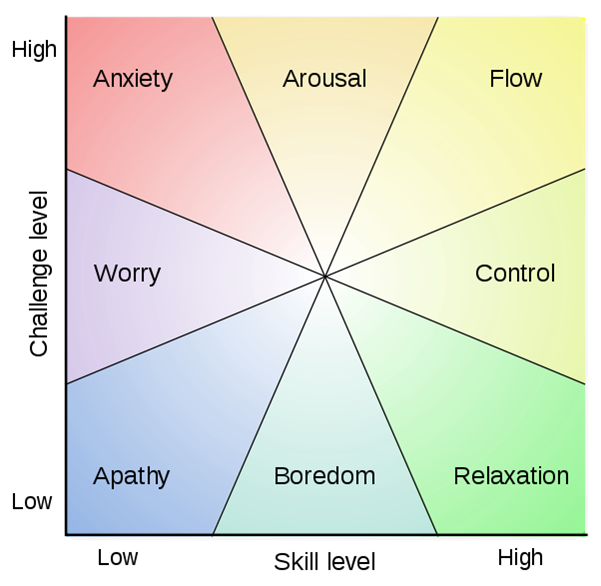 High
Anxiety
Arousal
Flow
Challenge level
Worry
Control
Apathy
Boredom
Relaxation
Low
Low
Skill level
High